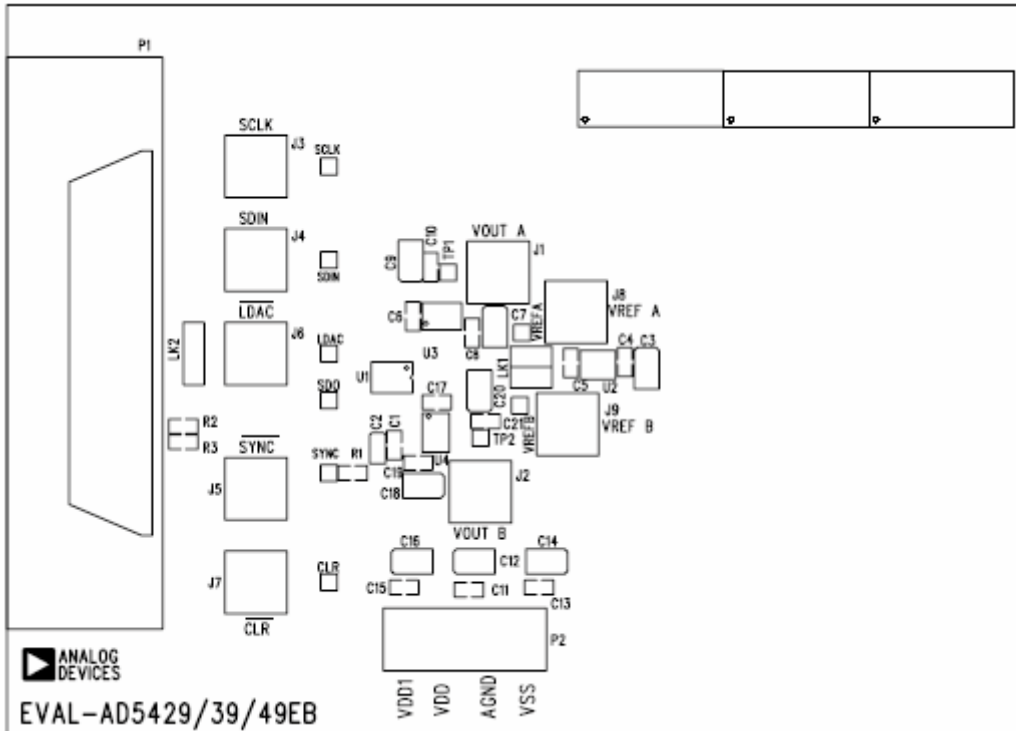 P1
SCLK
J3
SCLK
SDIN
J4
SDIN
LDAC
J6
LDAC
LK2
SDO
R2
R3
SYNC
J5
SYNC
R1
J7
CLR
CLR
C9
C10
TP1
VOUT A
J1
J8
VREF A
C6
C7
VREFA
C8
U3
LK1
C4
C3
C5
U2
U1
C17
C20
C21
TP2
VREFB
J9
VREF B
C2
C1
C19
U4
C18
J2
VOUT B
C16
C12
C14
C15
C11
C13
P2
VDD1
VDD
AGND
VSS
ANALOG
DEVICES
EVAL-AD5429/39/49EB